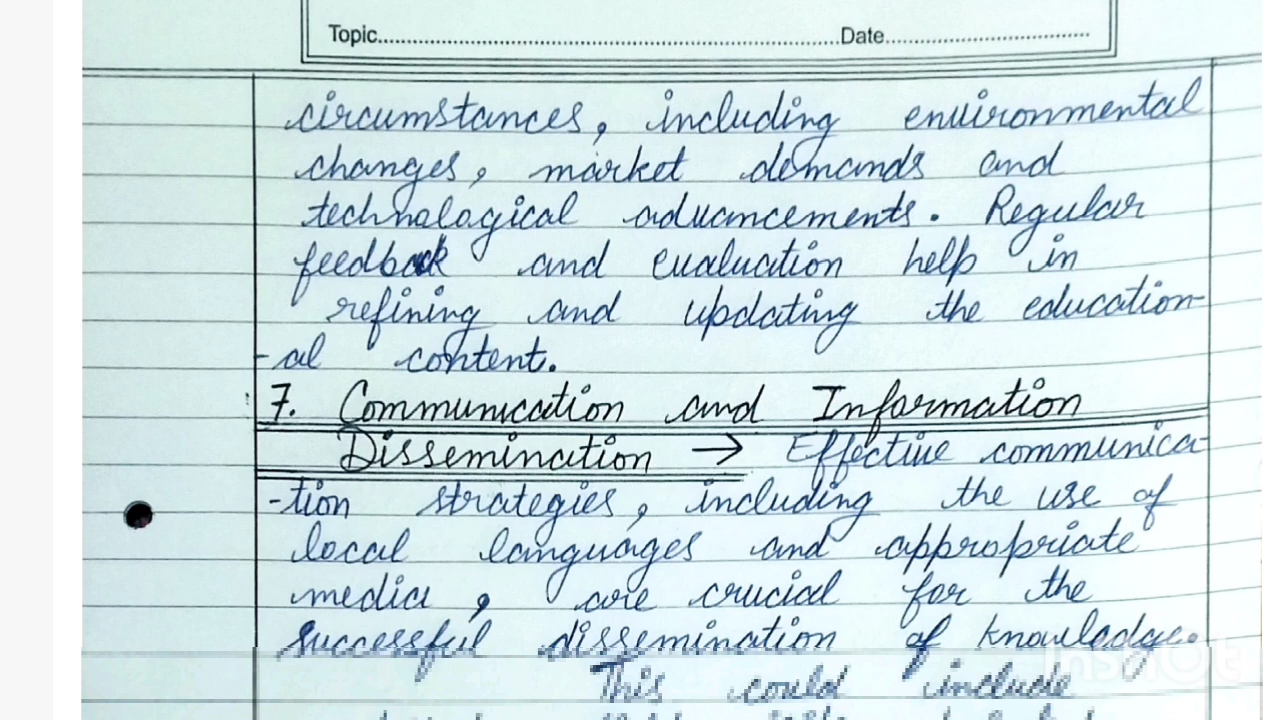 Topic..........Date..........
circumstances, including environmental
changes, market demands and
technological advancements. Regular
feedback and evaluation help in
refining and updating the education-
-al content.
7. Communication and Information
Dissemination → Effective communica-
-tion strategies, including the use of
local languages and appropriate
media, are crucial for the
successful dissemination of knowledge.
This could include